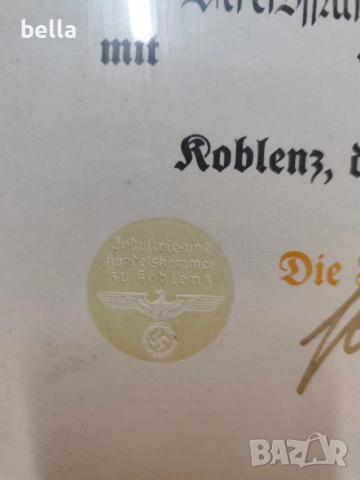 bella
mit
Koblenz, d
Industrie-und
Handelskammer
zu Koblenz
Die
BAZAR